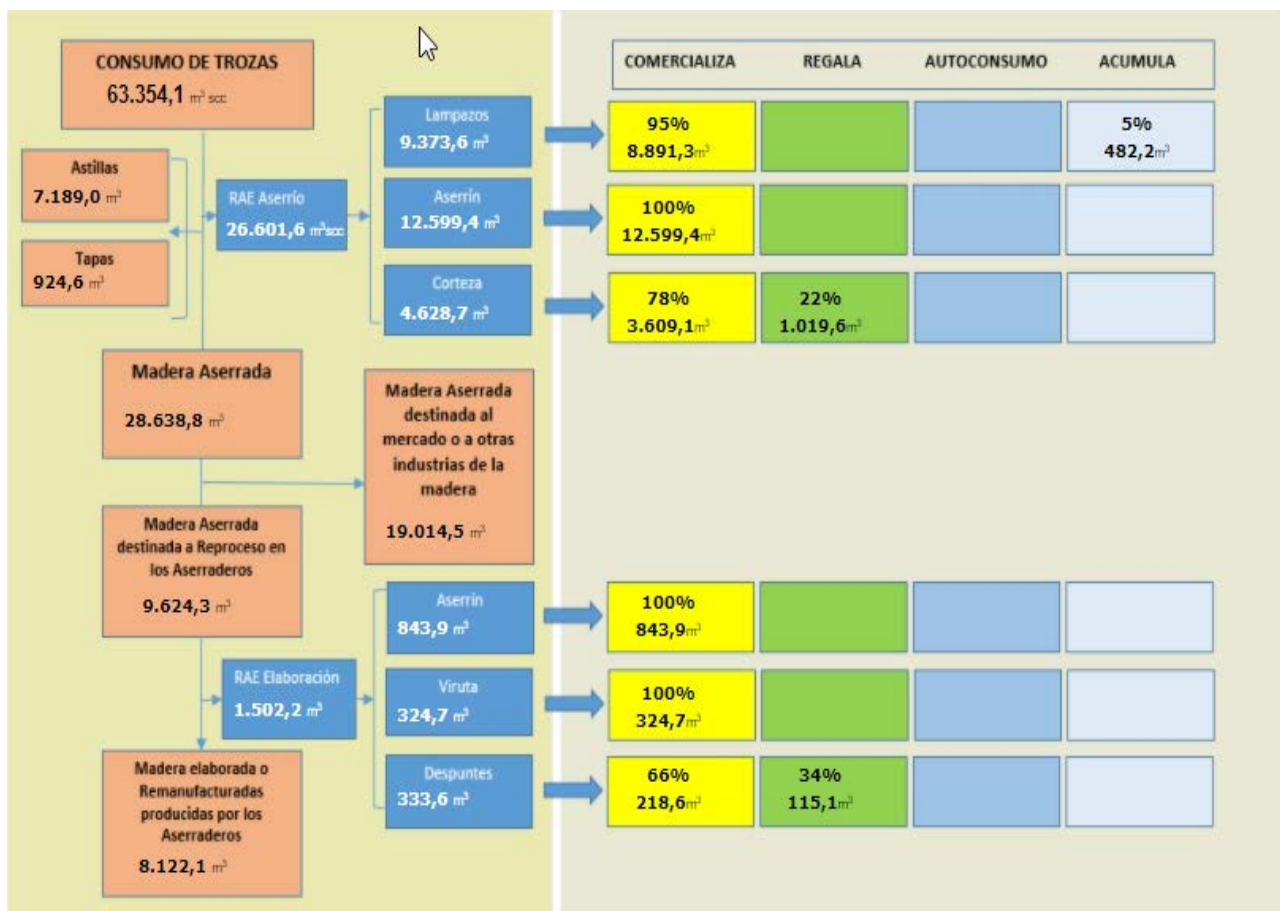 CONSUMO DE TROZAS
63.354,1 m³ scc
Astillas
7.189,0 m³
Tapas
924,6 m³
RAE Aserrío
26.601,6 m³scc
Lampazos
9.373,6 m³
Aserrín
12.599,4 m³
Corteza
4.628,7 m³
Madera Aserrada
28.638,8 m³
Madera Aserrada
destinada al
mercado o a otras
industrias de la
madera
19.014,5 m³
Madera Aserrada
destinada a Reproceso en
los Aserraderos
9.624,3 m³
RAE Elaboración
1.502,2 m³
Aserrín
843,9 m³
Viruta
324,7 m³
Despuntes
333,6 m³
Madera elaborada o
Remanufacturadas
producidas por los
Aserraderos
8.122,1 m³
COMERCIALIZA REGALA AUTOCONSUMO ACUMULA
95% 5%
8.891,3m³ 482,2m³
100%
12.599,4m³
78% 22%
3.609,1m³ 1.019,6m³
100%
843,9m³
100%
324,7m³
66% 34%
218,6m³ 115,1m³